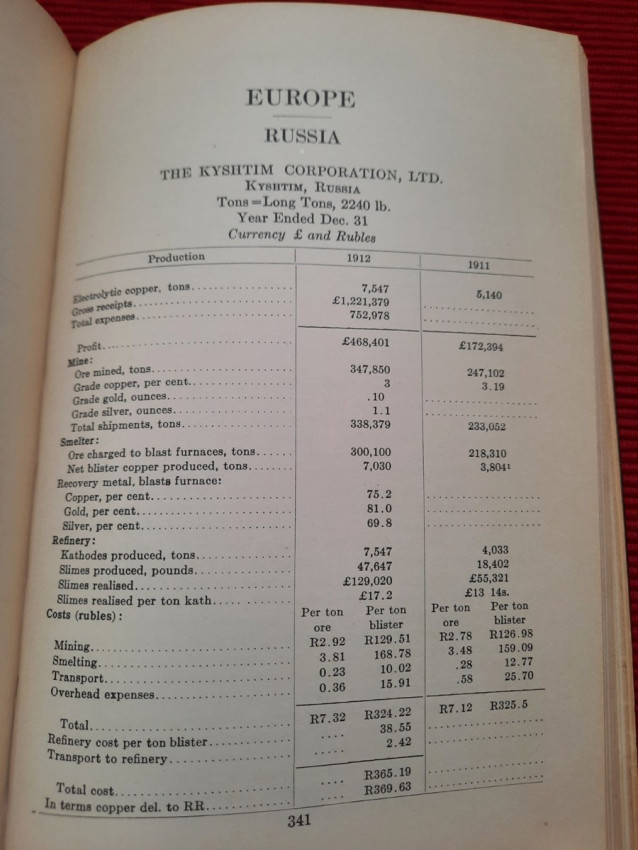 EUROPE
RUSSIA
THE KYSHTIM CORPORATION, LTD.
KYSHTIM, RUSSIA
Tons=Long Tons, 2240 lb.
Year Ended Dec. 31
Currency £ and Rubles
Production 1912 1911
Electrolytic copper, tons 7,547 5,140
Gross receipts £1,221,379
Total expenses 752,978
Profit £468,401 £172,394
Mine:
Ore mined, tons 347,850 247,102
Grade copper, per cent. 3 3.19
Grade gold, ounces .10
Grade silver, ounces 1.1
Total shipments, tons 338,379 233,052
Smelter:
Ore charged to blast furnaces, tons 300,100 218,310
Net blister copper produced, tons 7,030 3,804¹
Recovery metal, blasts furnace:
Copper, per cent. 75.2
Gold, per cent. 81.0
Silver, per cent. 69.8
Refinery:
Kathodes produced, tons 7,547 4,033
Slimes produced, pounds 47,647 18,402
Slimes realised £129,020 £55,321
Slimes realised per ton kath. £17.2 £13 14s.
Costs (rubles): Per ton ore Per ton blister Per ton ore Per ton blister
Mining R2.92 R129.51 R2.78 R126.98
Smelting 3.81 168.78 3.48 159.09
Transport 0.23 10.02 .28 12.77
Overhead expenses 0.36 15.91 .58 25.70
Total R7.32 R324.22 R7.12 R325.5
Refinery cost per ton blister 38.55
Transport to refinery 2.42
Total cost R365.19
In terms copper del. to RR R369.63
341